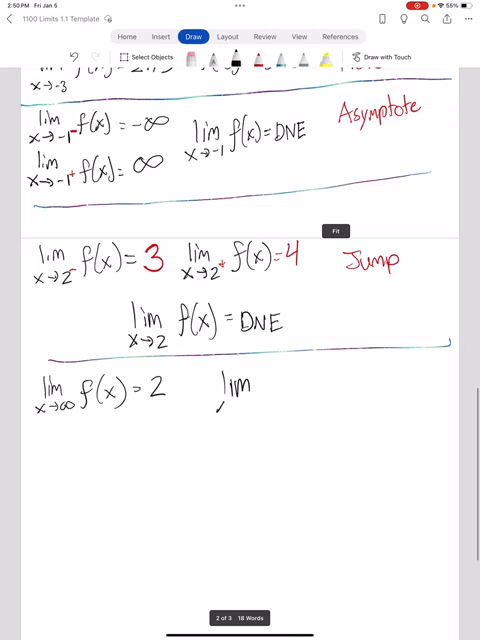 2:50 PM Fri Jan 5
55%
1100 Limits 1.1 Template
Home Insert Draw Layout Review View References
Select Objects Draw with Touch
x→-3
lim x→-1⁻ f(x) = -∞ lim x→-1 f(x) = DNE Asymptote
lim x→-1⁺ f(x) = ∞
Fit
lim x→2⁻ f(x) = 3 lim x→2⁺ f(x) = 4 Jump
lim x→2 f(x) = DNE
lim x→∞ f(x) = 2 lim
2 of 3 18 Words